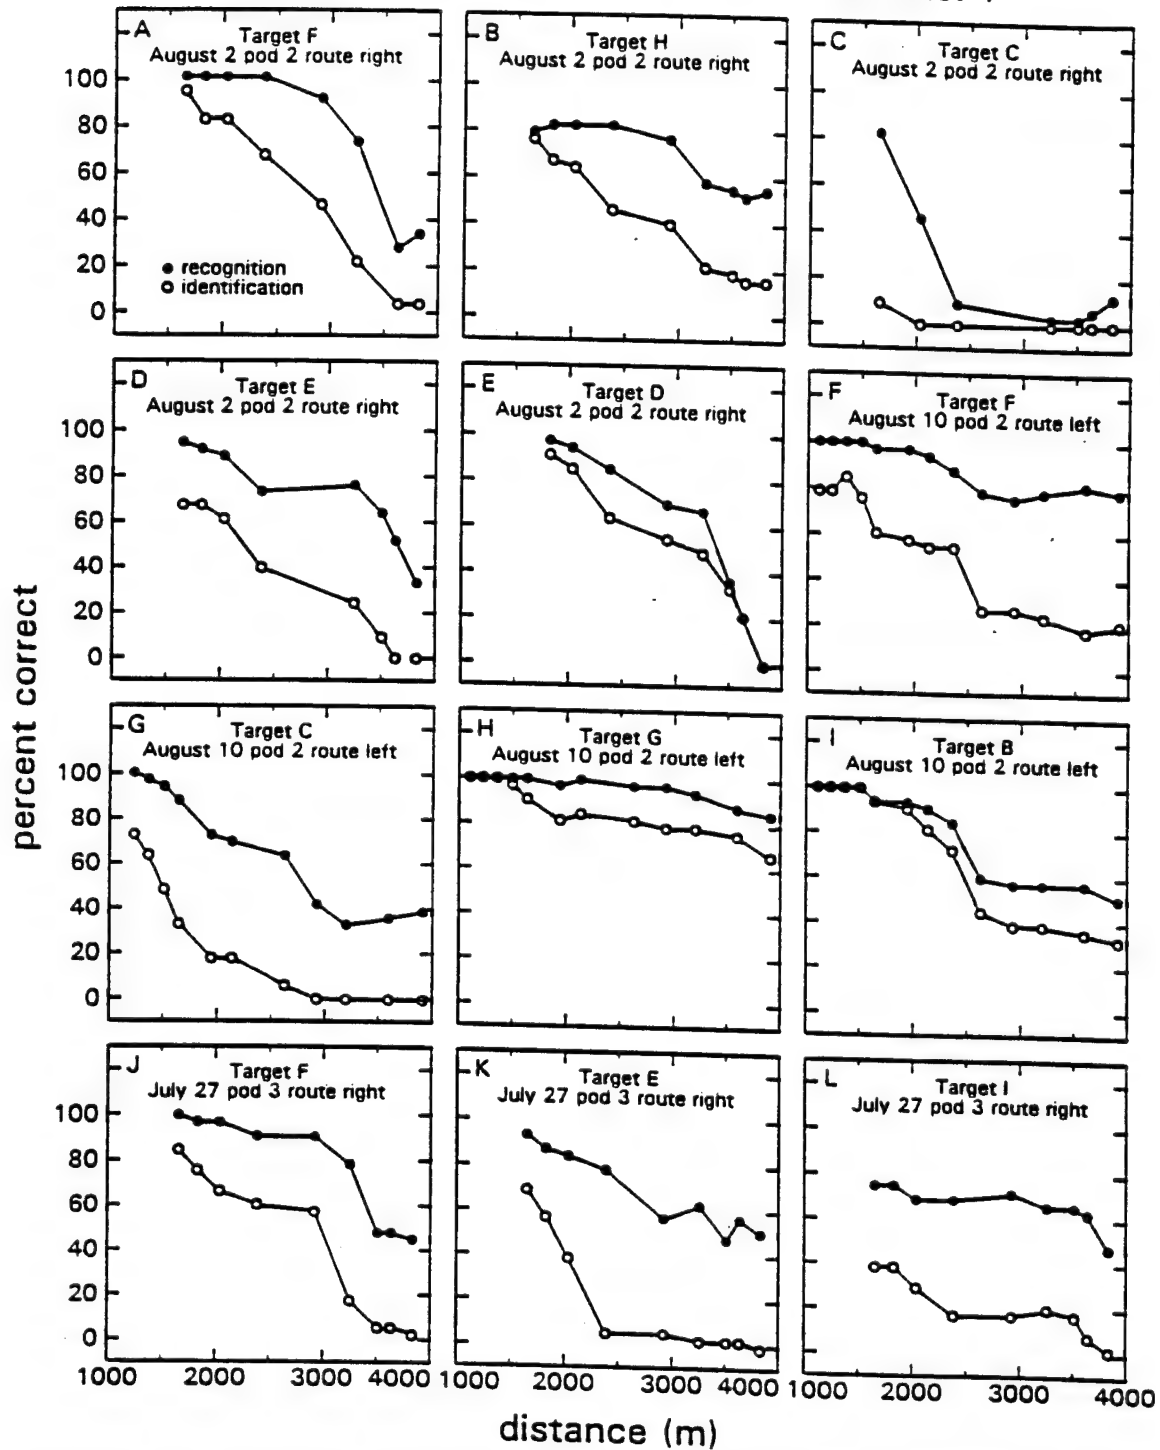 A
Target F
August 2 pod 2 route right
B
Target H
August 2 pod 2 route right
C
Target C
August 2 pod 2 route right
100
80
60
40
20
0
recognition
identification
D
Target E
August 2 pod 2 route right
E
Target D
August 2 pod 2 route right
F
Target F
August 10 pod 2 route left
100
80
60
40
20
0
percent correct
G
Target C
August 10 pod 2 route left
H
Target G
August 10 pod 2 route left
I
Target B
August 10 pod 2 route left
100
80
60
40
20
0
J
Target F
July 27 pod 3 route right
K
Target E
July 27 pod 3 route right
L
Target I
July 27 pod 3 route right
100
80
60
40
20
0
1000 2000 3000 4000
2000 3000 4000
1000 2000 3000 4000
distance (m)